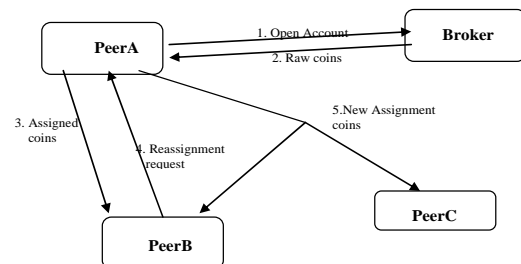 1. Open Account
PeerA
Broker
2. Raw coins
5.New Assignment
coins
3. Assigned
coins
4. Reassignment
request
PeerC
PeerB